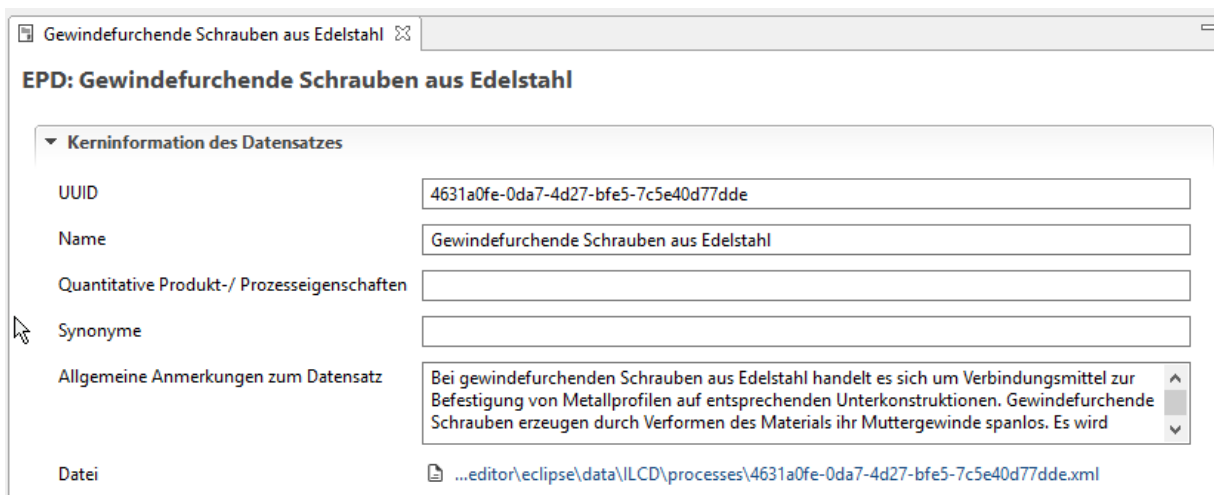 Gewindefurchende Schrauben aus Edelstahl
EPD: Gewindefurchende Schrauben aus Edelstahl
Kerninformation des Datensatzes
UUID 4631a0fe-0da7-4d27-bfe5-7c5e40d77dde
Name Gewindefurchende Schrauben aus Edelstahl
Quantitative Produkt-/ Prozesseigenschaften
Synonyme
Allgemeine Anmerkungen zum Datensatz Bei gewindefurchenden Schrauben aus Edelstahl handelt es sich um Verbindungsmittel zur
Befestigung von Metallprofilen auf entsprechenden Unterkonstruktionen. Gewindefurchende
Schrauben erzeugen durch Verformen des Materials ihr Muttergewinde spanlos. Es wird
Datei ...editor\eclipse\data\ILCD\processes\4631a0fe-0da7-4d27-bfe5-7c5e40d77dde.xml